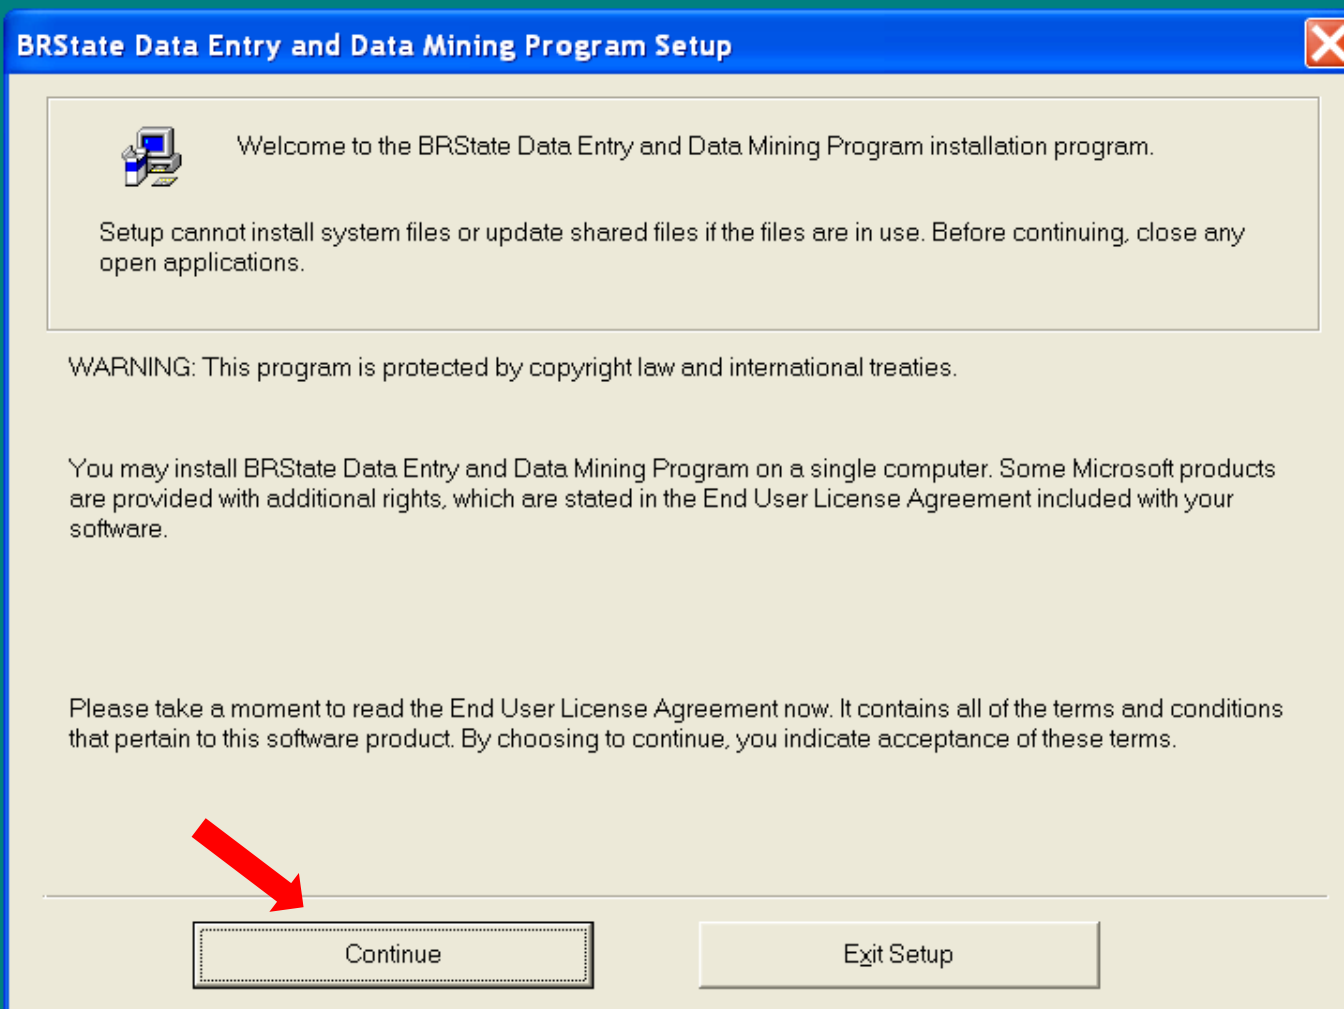 BRState Data Entry and Data Mining Program Setup
Welcome to the BRState Data Entry and Data Mining Program installation program.
Setup cannot install system files or update shared files if the files are in use. Before continuing, close any
open applications.
WARNING: This program is protected by copyright law and international treaties.
You may install BRState Data Entry and Data Mining Program on a single computer. Some Microsoft products
are provided with additional rights, which are stated in the End User License Agreement included with your
software.
Please take a moment to read the End User License Agreement now. It contains all of the terms and conditions
that pertain to this software product. By choosing to continue, you indicate acceptance of these terms.
Continue
Exit Setup